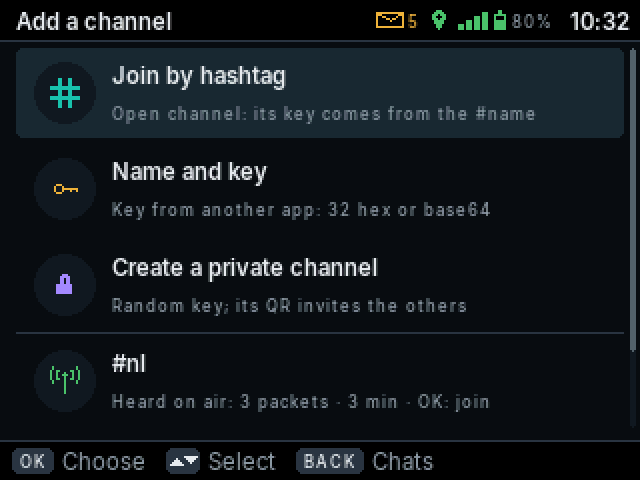 Add a channel 5 80% 10:32
Join by hashtag
Open channel: its key comes from the #name
Name and key
Key from another app: 32 hex or base64
Create a private channel
Random key; its QR invites the others
#nl
Heard on air: 3 packets · 3 min · OK: join
OK Choose Select BACK Chats